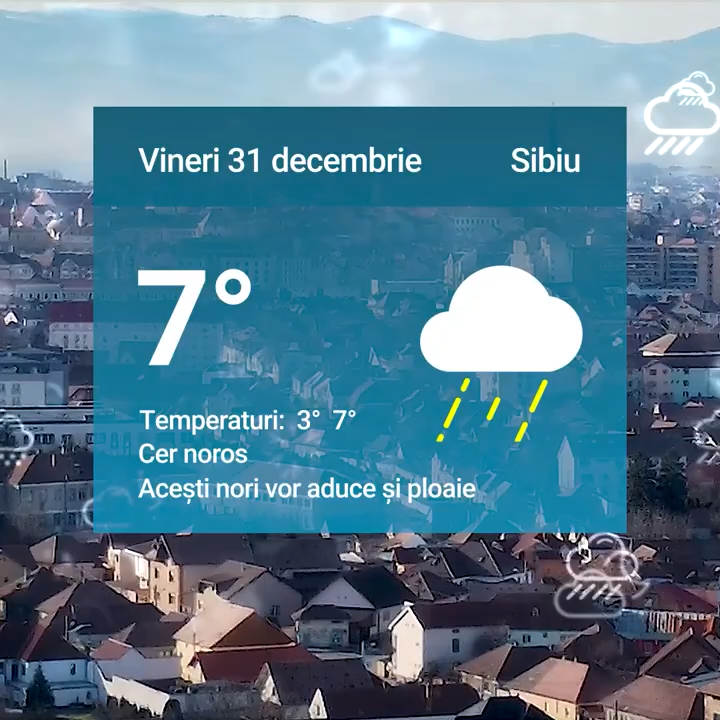 Vineri 31 decembrie Sibiu
7°
Temperaturi: 3° 7°
Cer noros
Acești nori vor aduce și ploaie